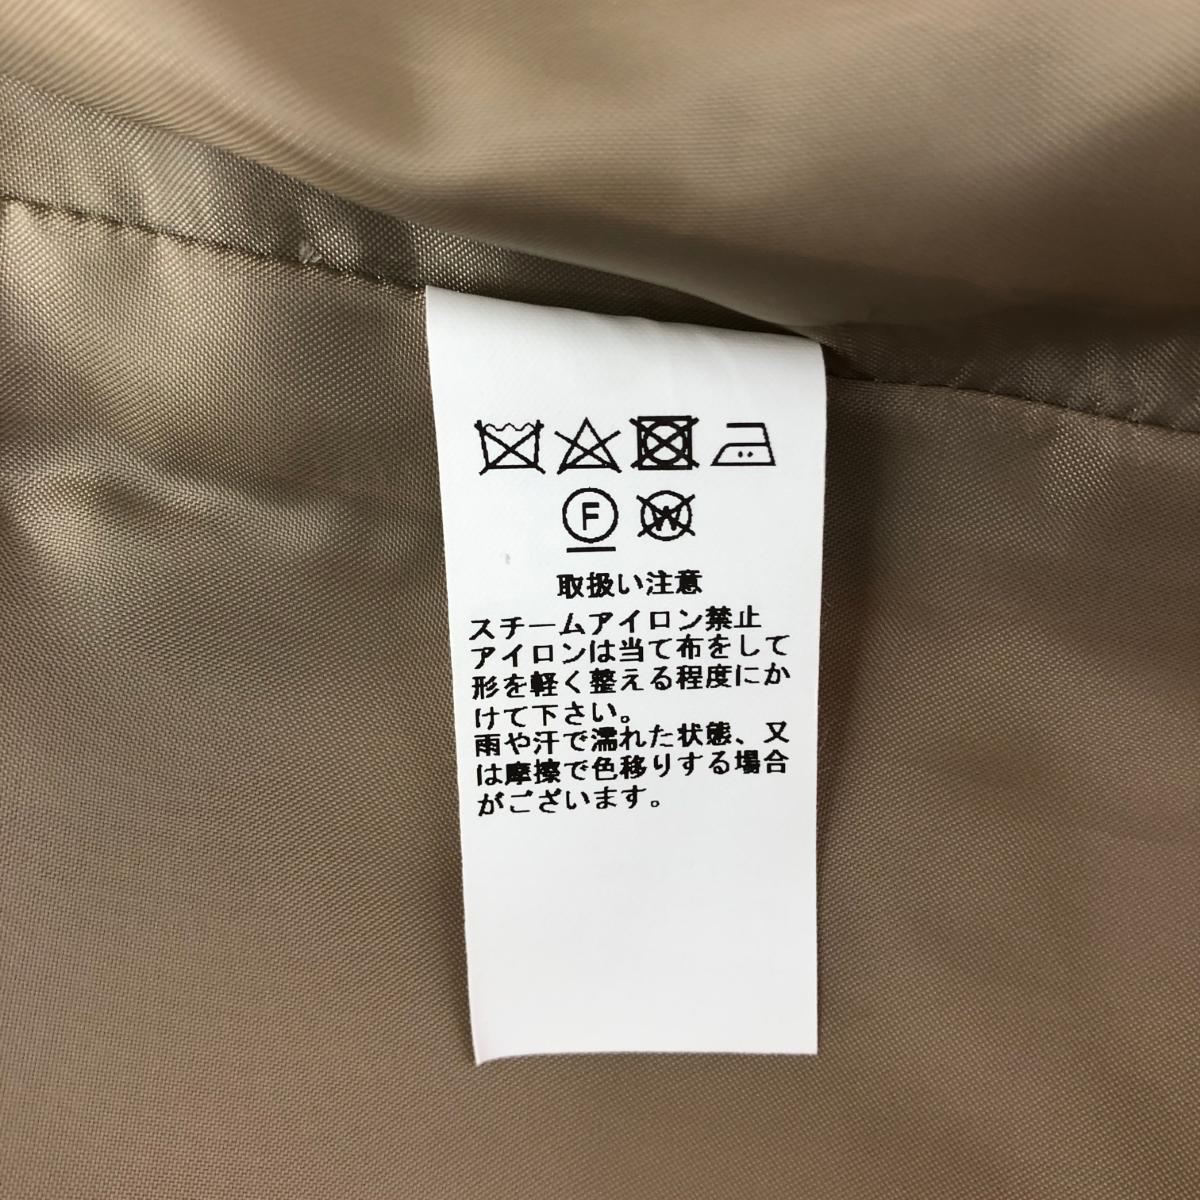 F W
取扱い注意
スチームアイロン禁止
アイロンは当て布をして
形を軽く整える程度にか
けて下さい。
雨や汗で濡れた状態、又
は摩擦で色移りする場合
がございます。